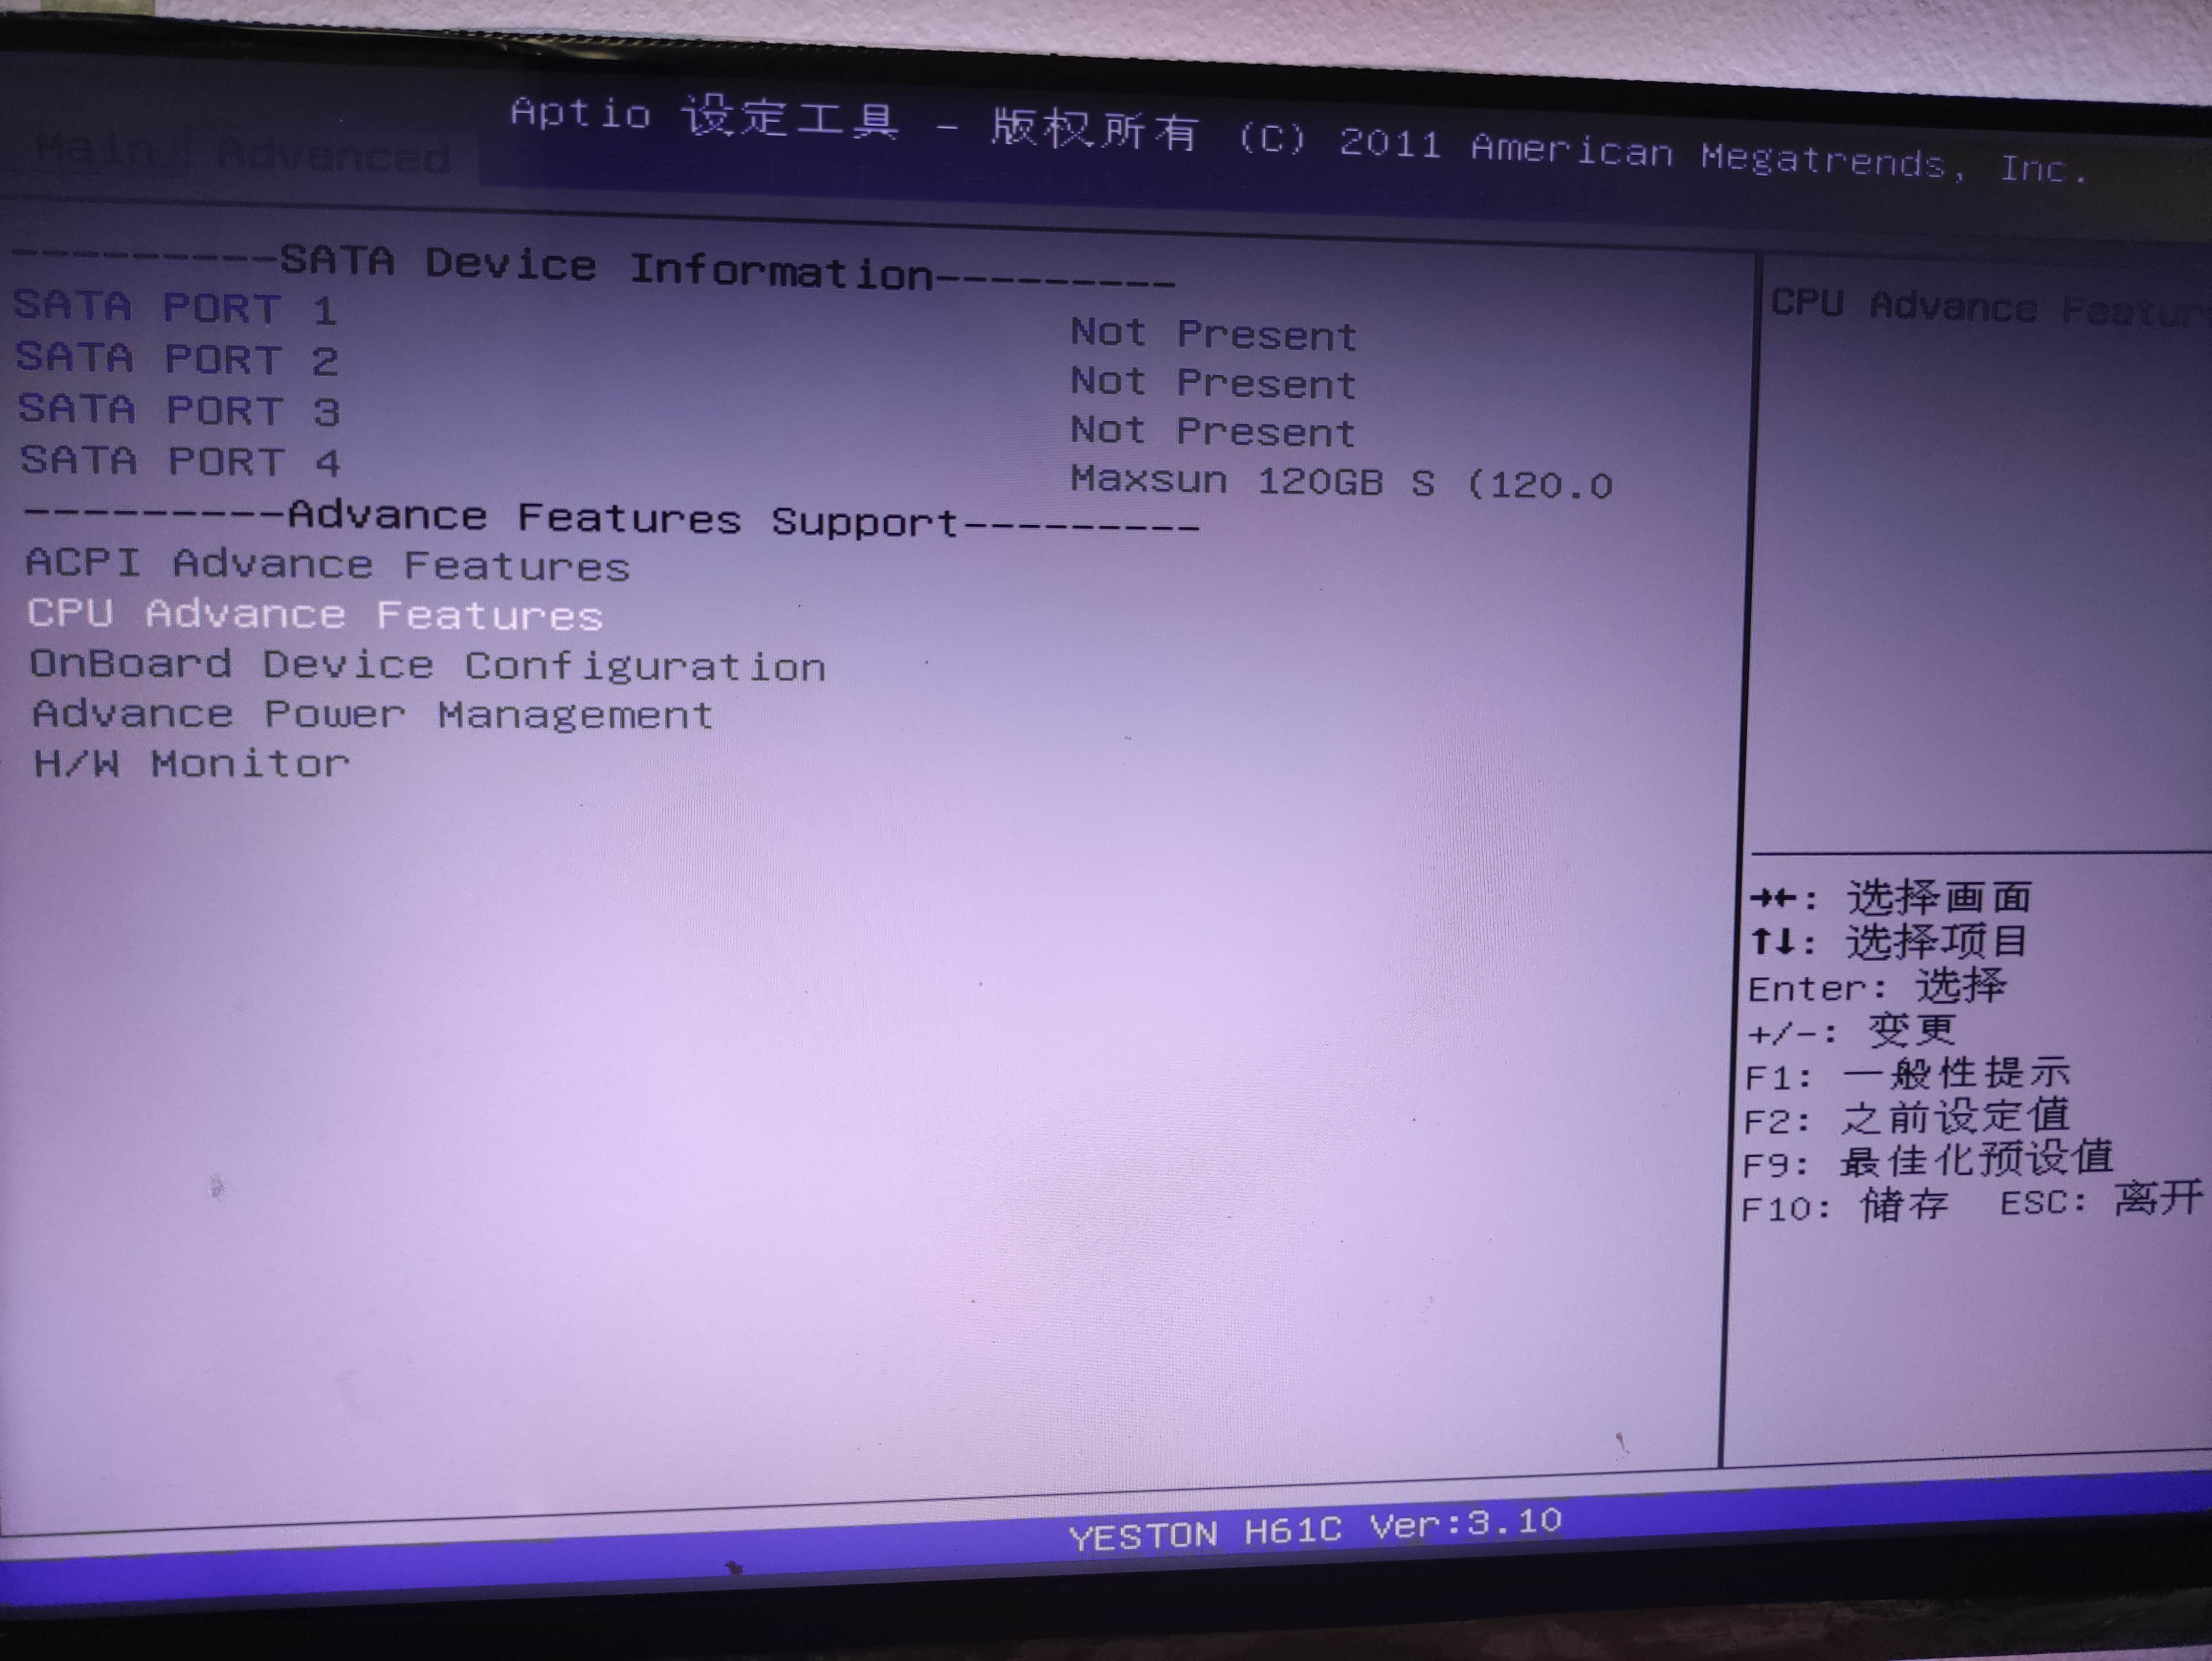 Aptio 设定工具 - 版权所有 (C) 2011 American Megatrends, Inc.
Main Advanced
---------SATA Device Information---------
SATA PORT 1 Not Present
SATA PORT 2 Not Present
SATA PORT 3 Not Present
SATA PORT 4 Maxsun 120GB S (120.0
---------Advance Features Support---------
ACPI Advance Features
CPU Advance Features
OnBoard Device Configuration
Advance Power Management
H/W Monitor
CPU Advance Featur
→←: 选择画面
↑↓: 选择项目
Enter: 选择
+/-: 变更
F1: 一般性提示
F2: 之前设定值
F9: 最佳化预设值
F10: 储存 ESC: 离开
YESTON H61C Ver:3.10